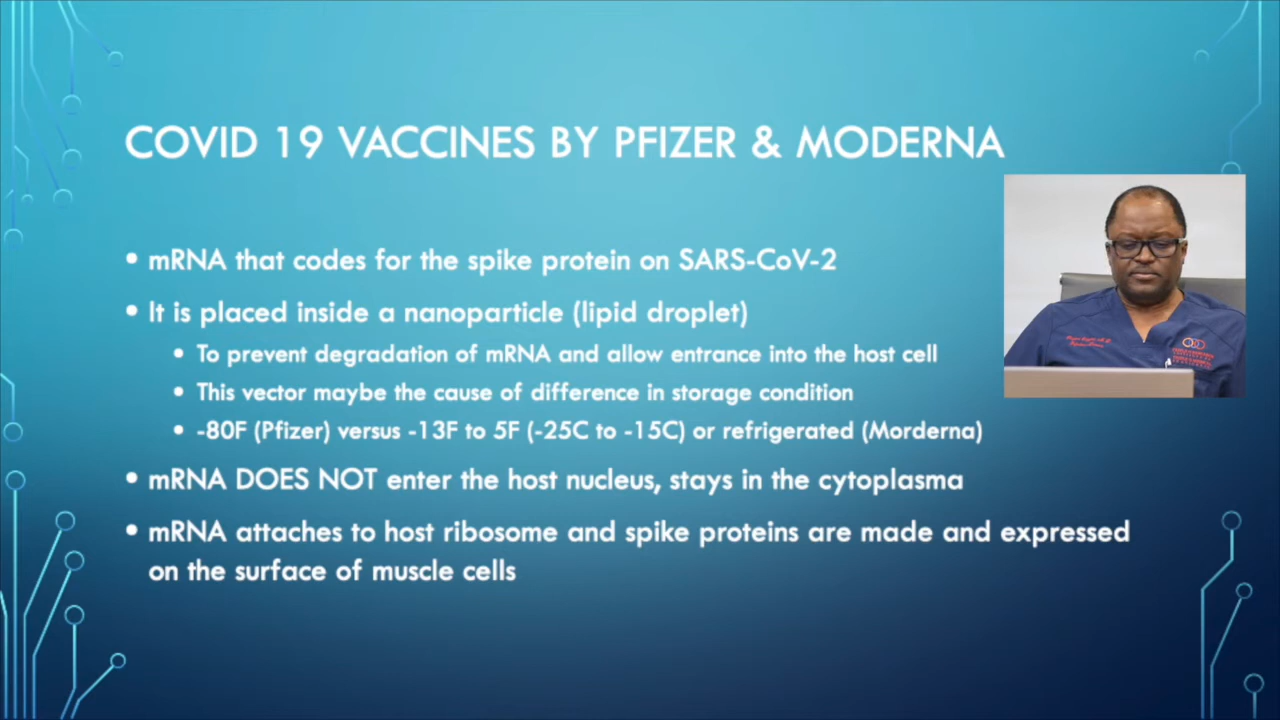 COVID 19 VACCINES BY PFIZER & MODERNA
• mRNA that codes for the spike protein on SARS-CoV-2
• It is placed inside a nanoparticle (lipid droplet)
• To prevent degradation of mRNA and allow entrance into the host cell
• This vector maybe the cause of difference in storage condition
• -80F (Pfizer) versus -13F to 5F (-25C to -15C) or refrigerated (Morderna)
• mRNA DOES NOT enter the host nucleus, stays in the cytoplasma
• mRNA attaches to host ribosome and spike proteins are made and expressed
on the surface of muscle cells